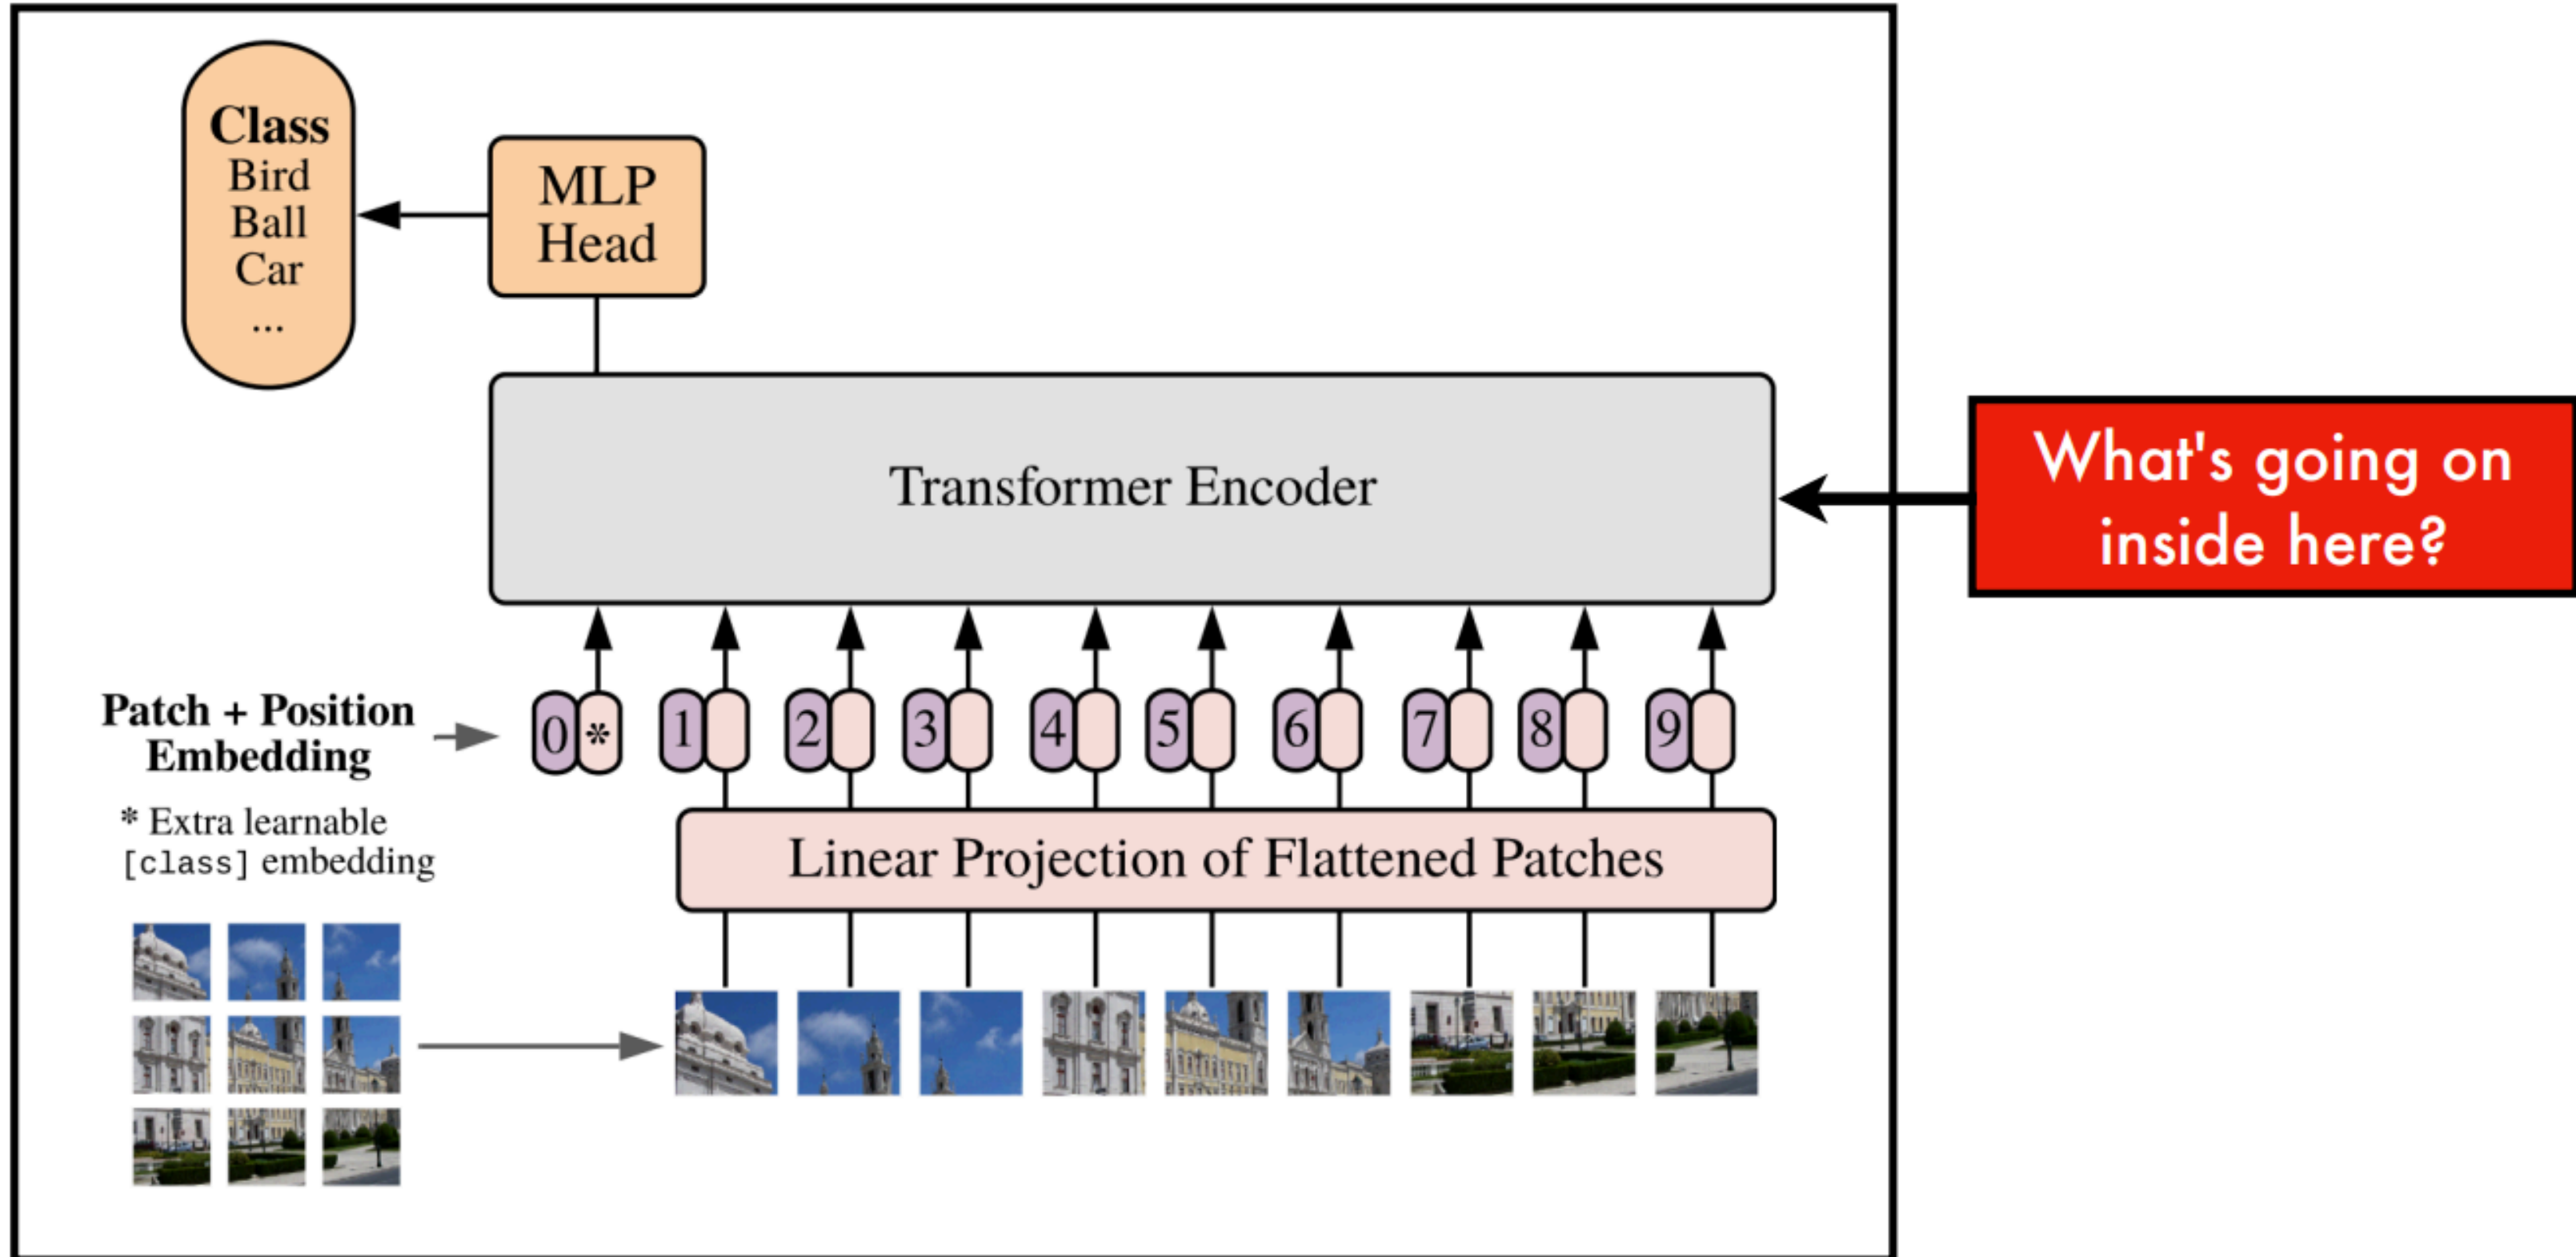 Class
Bird
Ball
Car
...
MLP
Head
Transformer Encoder
What's going on
inside here?
Patch + Position
Embedding
* Extra learnable
[class] embedding
0 * 1 2 3 4 5 6 7 8 9
Linear Projection of Flattened Patches